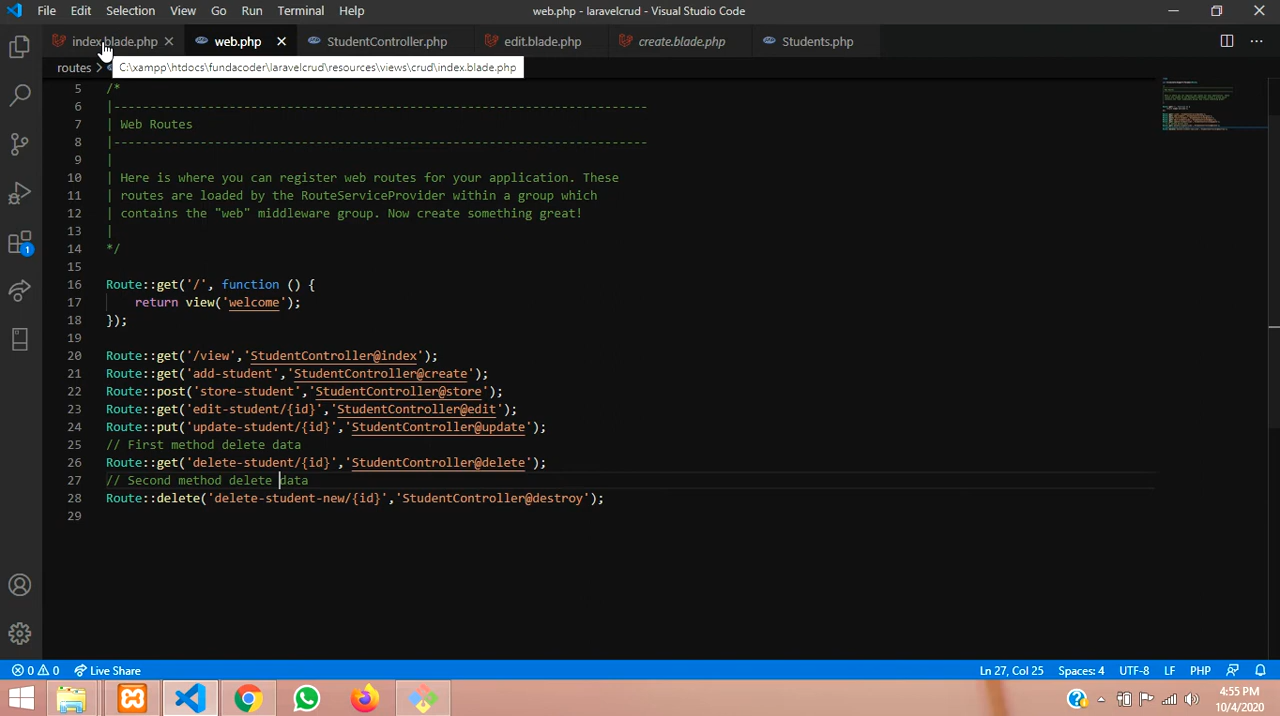 File Edit Selection View Go Run Terminal Help web.php - laravelcrud - Visual Studio Code
index.blade.php web.php StudentController.php edit.blade.php create.blade.php Students.php
routes > C:\xampp\htdocs\fundacoder\laravelcrud\resources\views\crud\index.blade.php
5 /*
6 |--------------------------------------------------------------------------
7 | Web Routes
8 |--------------------------------------------------------------------------
9 |
10 | Here is where you can register web routes for your application. These
11 | routes are loaded by the RouteServiceProvider within a group which
12 | contains the "web" middleware group. Now create something great!
13 |
14 */
15
16 Route::get('/', function () {
17 return view('welcome');
18 });
19
20 Route::get('/view','StudentController@index');
21 Route::get('add-student','StudentController@create');
22 Route::post('store-student','StudentController@store');
23 Route::get('edit-student/{id}','StudentController@edit');
24 Route::put('update-student/{id}','StudentController@update');
25 // First method delete data
26 Route::get('delete-student/{id}','StudentController@delete');
27 // Second method delete data
28 Route::delete('delete-student-new/{id}','StudentController@destroy');
29
1
0 0 Live Share Ln 27, Col 25 Spaces: 4 UTF-8 LF PHP
4:55 PM
10/4/2020